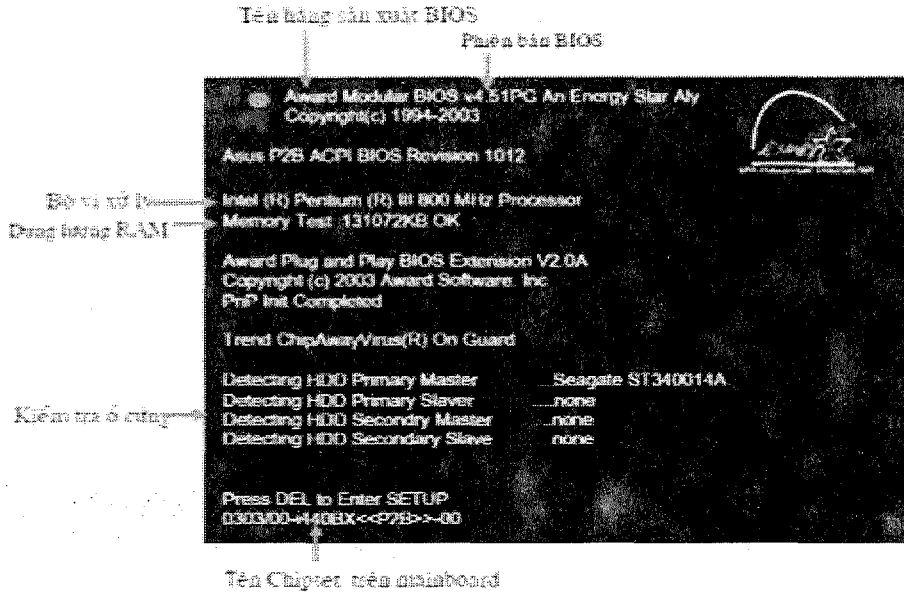 Tên hãng sản xuất BIOS
Phiên bản BIOS
Award Modular BIOS v4.51PG An Energy Star Aly
Copyright(c) 1994-2003
Asus P2B ACPI BIOS Revision 1012
Bộ vi xử lý
Intel (R) Pentium (R) III 800 MHz Processor
Dung lượng RAM
Memory Test 131072KB OK
Award Plug and Play BIOS Extension V2.0A
Copyright (c) 2003 Award Software. Inc
PnP Init Completed
Trend ChipAwayVirus(R) On Guard
Detecting HDD Primary Master ...Seagate ST340014A
Detecting HDD Primary Slaver ....none
Kiểm tra ổ cứng
Detecting HDD Secondry Master ...none
Detecting HDD Secondary Slave ...none
Press DEL to Enter SETUP
0303/00-i440BX<<P2B>>-00
Tên Chipset trên mainboard